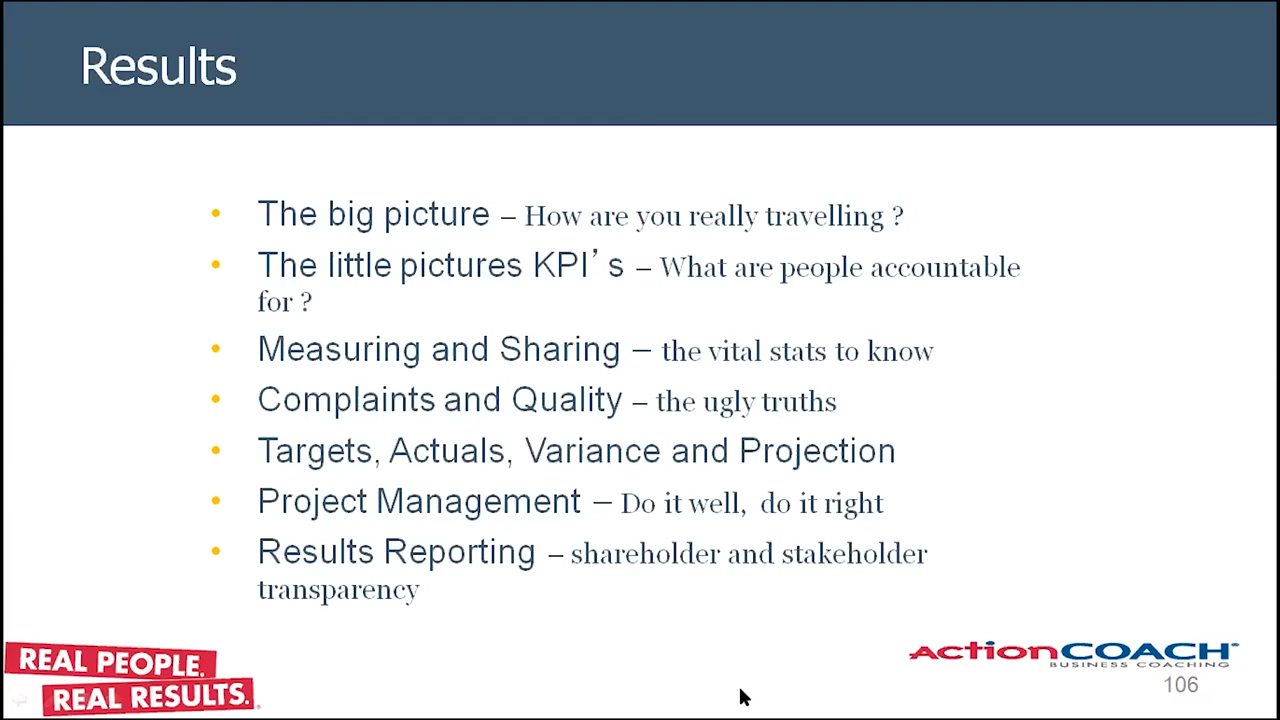 Results
• The big picture – How are you really travelling ?
• The little pictures KPI’s – What are people accountable
for ?
• Measuring and Sharing – the vital stats to know
• Complaints and Quality – the ugly truths
• Targets, Actuals, Variance and Projection
• Project Management – Do it well, do it right
• Results Reporting – shareholder and stakeholder
transparency
REAL PEOPLE.
REAL RESULTS.
ActionCOACH®
BUSINESS COACHING
106